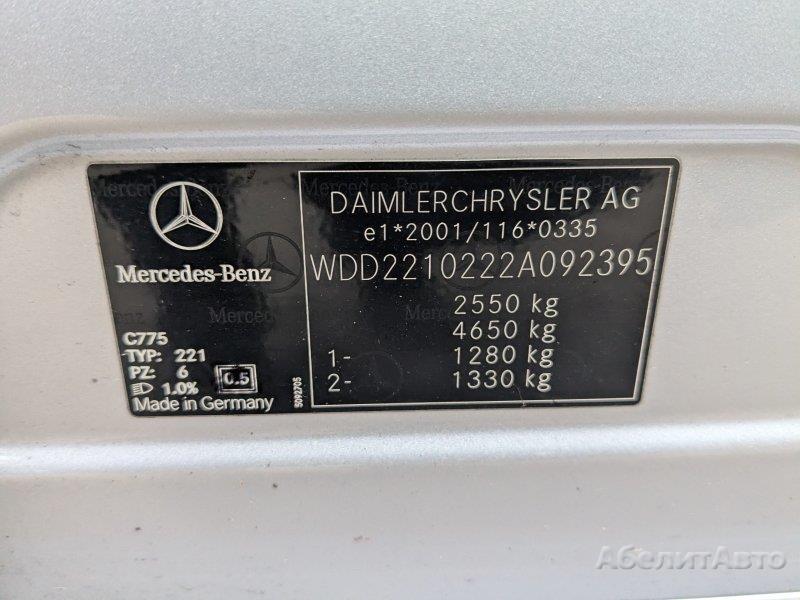 Mercedes-Benz
C775
TYP: 221
PZ: 6
1.0%
0.5
Made in Germany
5092705
DAIMLERCHRYSLER AG
e1*2001/116*0335
WDD2210222A092395
2550 kg
4650 kg
1- 1280 kg
2- 1330 kg
АбелитАвто